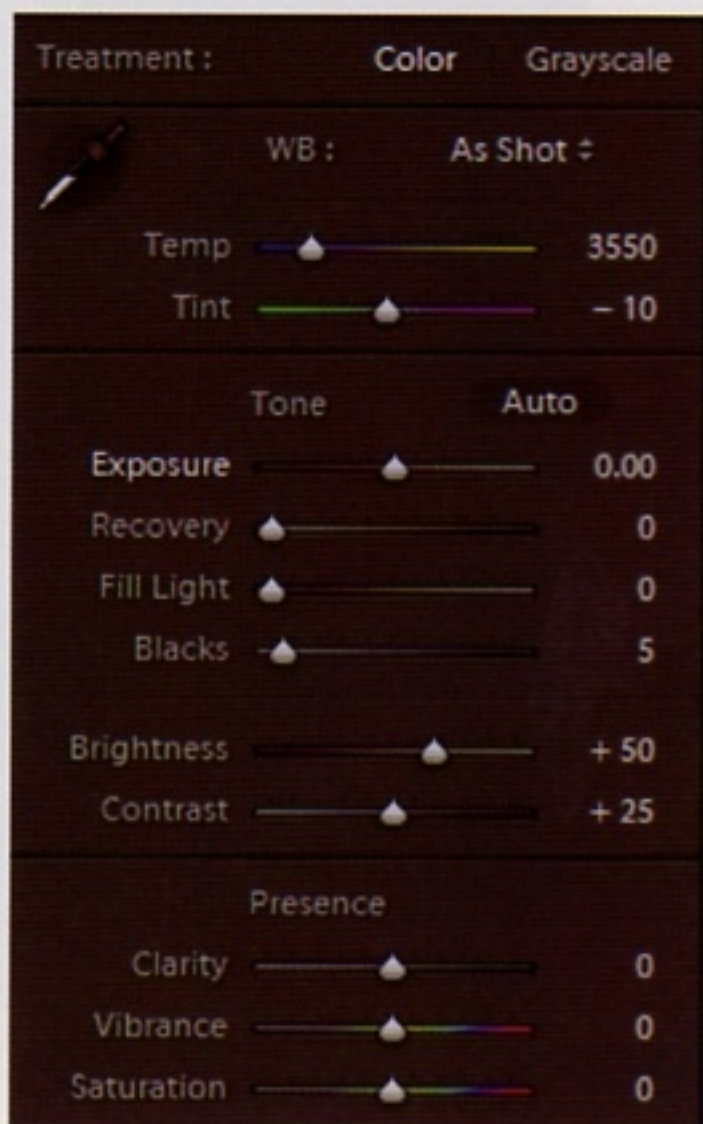 Treatment : Color Grayscale
WB : As Shot
Temp 3550
Tint – 10
Tone Auto
Exposure 0.00
Recovery 0
Fill Light 0
Blacks 5
Brightness + 50
Contrast + 25
Presence
Clarity 0
Vibrance 0
Saturation 0